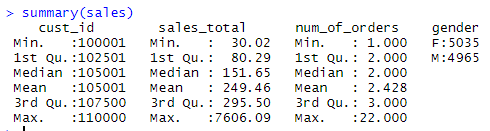 > summary(sales)
cust_id sales_total num_of_orders gender
Min. :100001 Min. : 30.02 Min. : 1.000 F:5035
1st Qu.:102501 1st Qu.: 80.29 1st Qu.: 2.000 M:4965
Median :105001 Median : 151.65 Median : 2.000
Mean :105001 Mean : 249.46 Mean : 2.428
3rd Qu.:107500 3rd Qu.: 295.50 3rd Qu.: 3.000
Max. :110000 Max. :7606.09 Max. :22.000
>